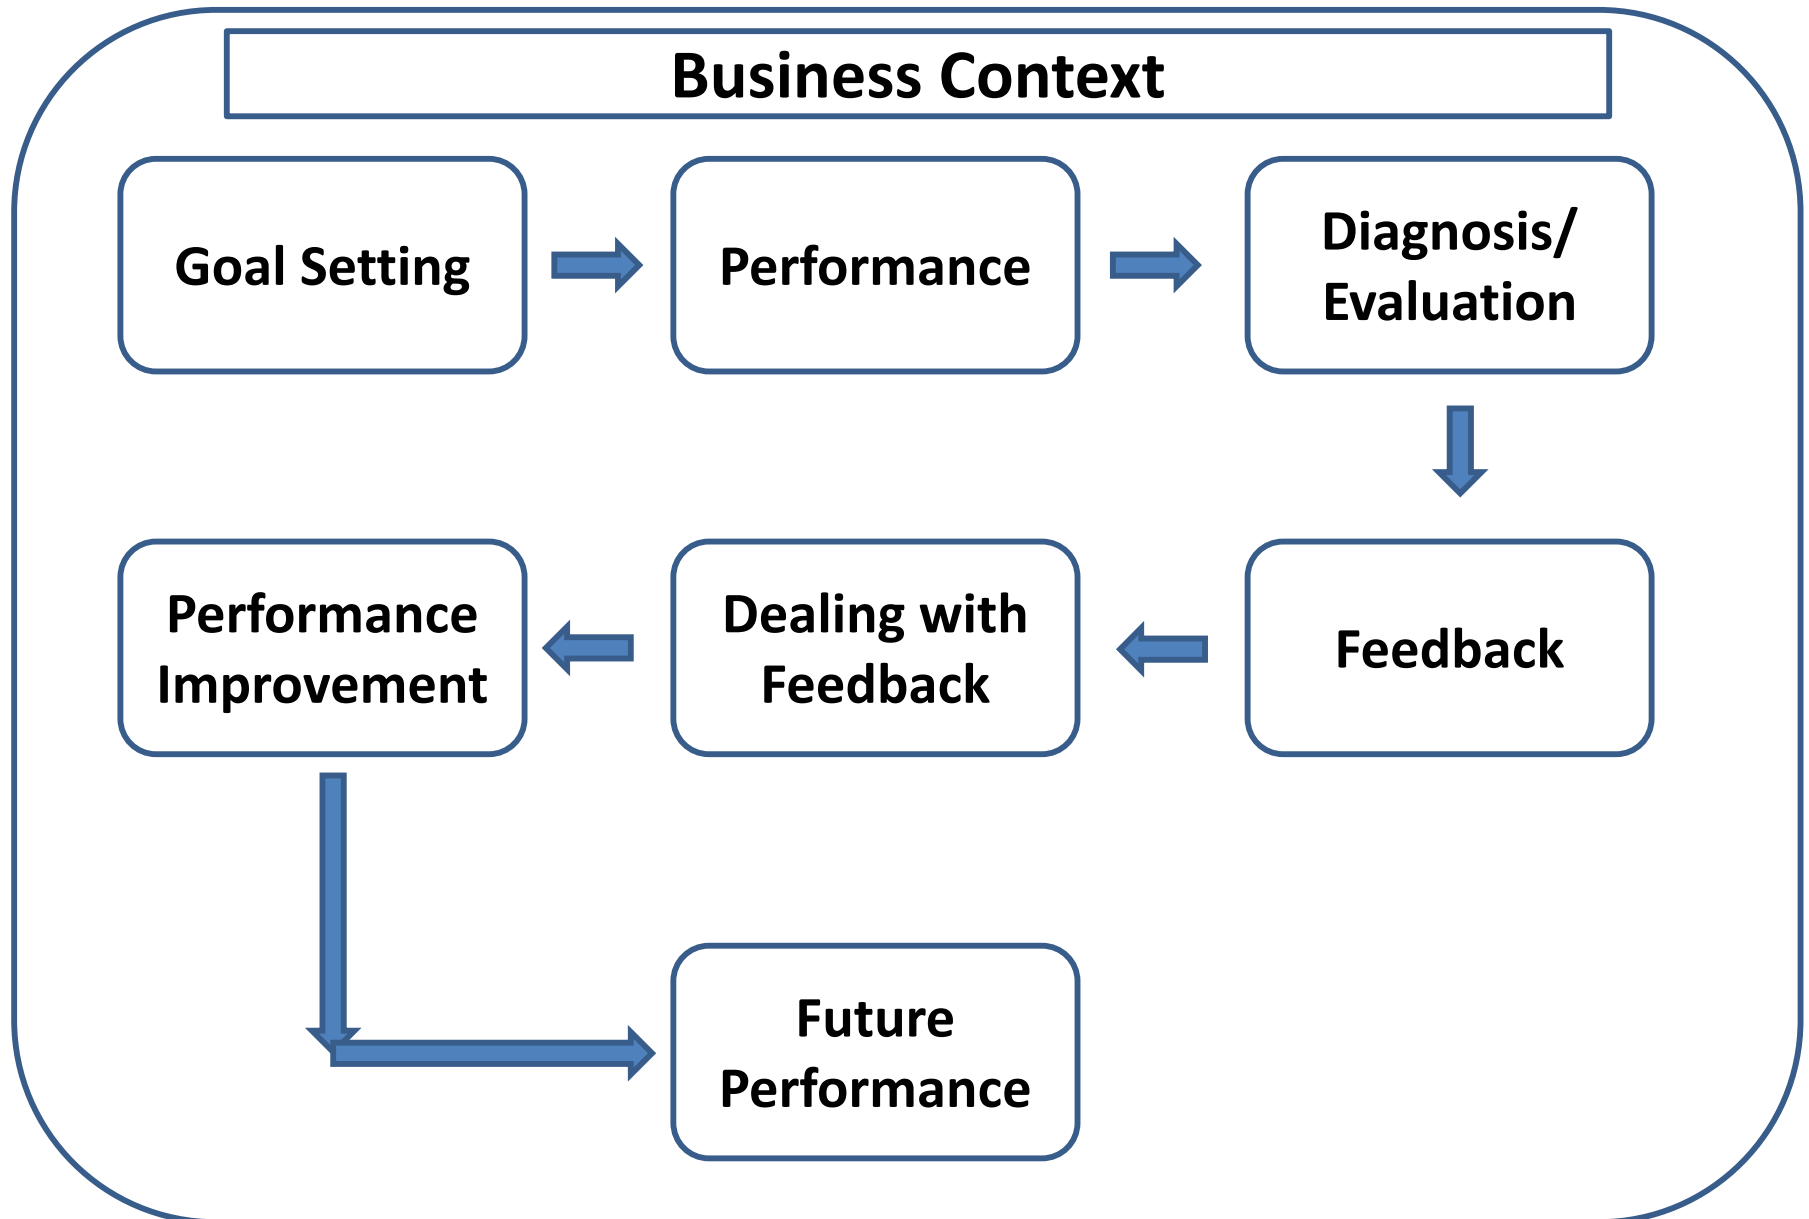 Business Context
Goal Setting
Performance
Diagnosis/
Evaluation
Performance
Improvement
Dealing with
Feedback
Feedback
Future
Performance